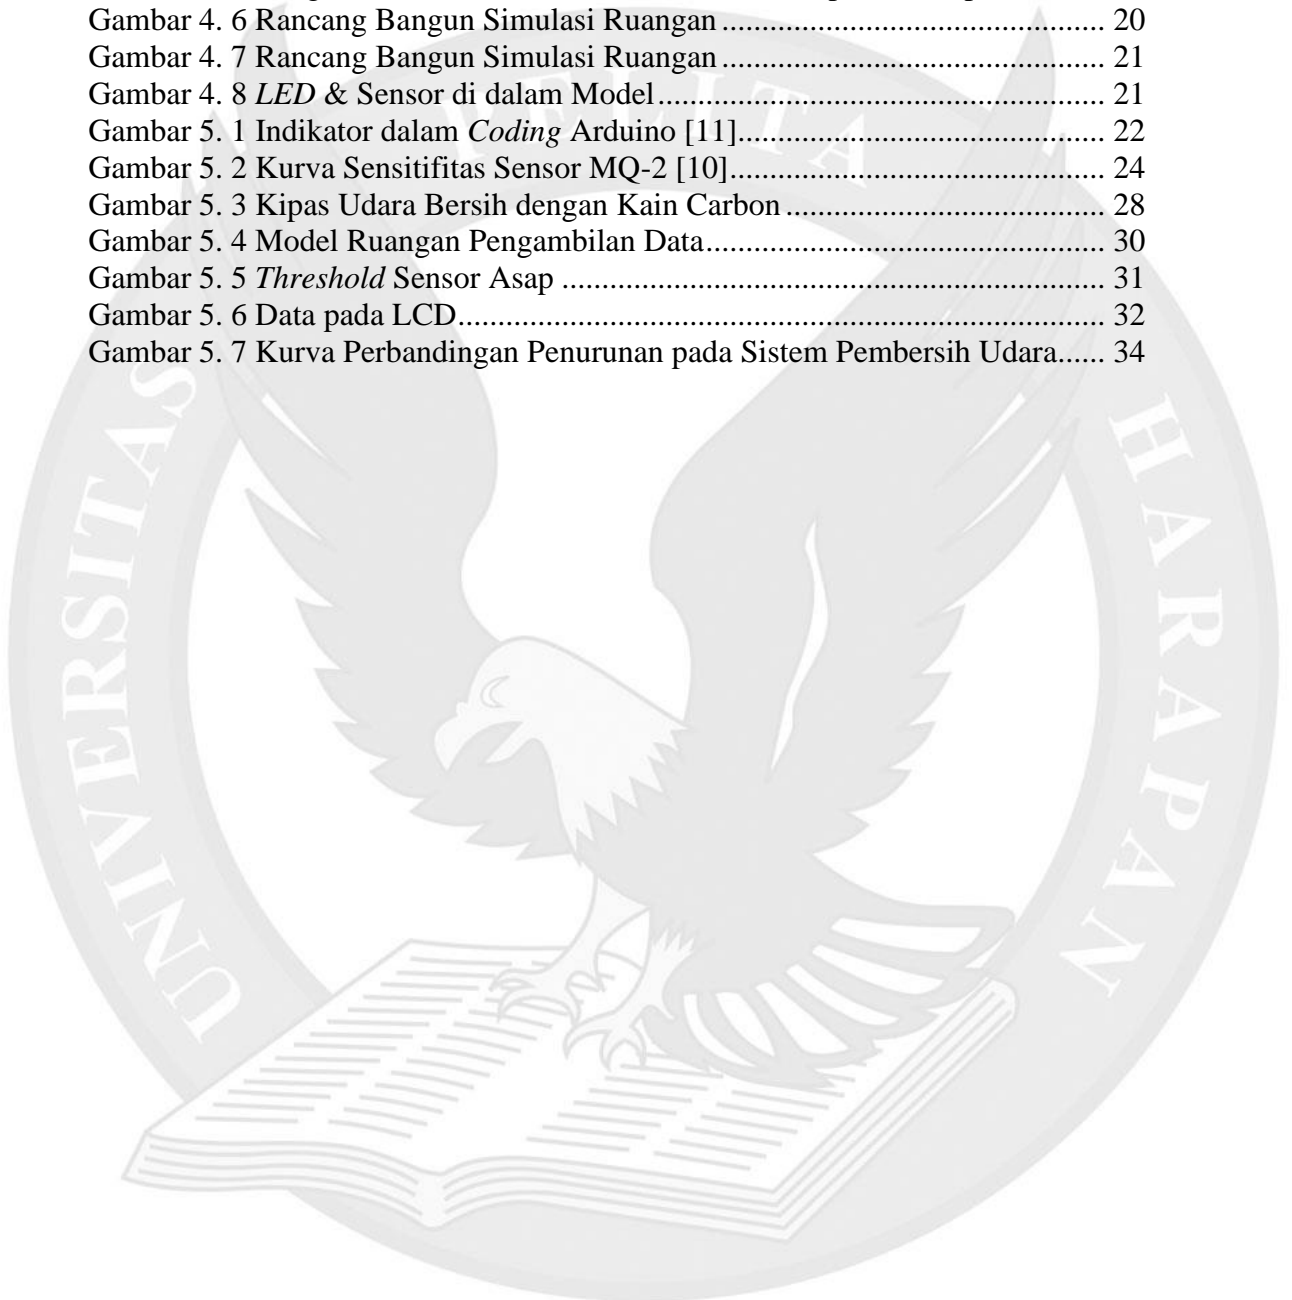 Gambar 4. 6 Rancang Bangun Simulasi Ruangan ............................................... 20
Gambar 4. 7 Rancang Bangun Simulasi Ruangan ............................................... 21
Gambar 4. 8 LED & Sensor di dalam Model ....................................................... 21
Gambar 5. 1 Indikator dalam Coding Arduino [11] ............................................. 22
Gambar 5. 2 Kurva Sensitifitas Sensor MQ-2 [10] .............................................. 24
Gambar 5. 3 Kipas Udara Bersih dengan Kain Carbon ....................................... 28
Gambar 5. 4 Model Ruangan Pengambilan Data ................................................. 30
Gambar 5. 5 Threshold Sensor Asap ................................................................... 31
Gambar 5. 6 Data pada LCD ................................................................................ 32
Gambar 5. 7 Kurva Perbandingan Penurunan pada Sistem Pembersih Udara ...... 34
UNIVERSITAS PELITA HARAPAN